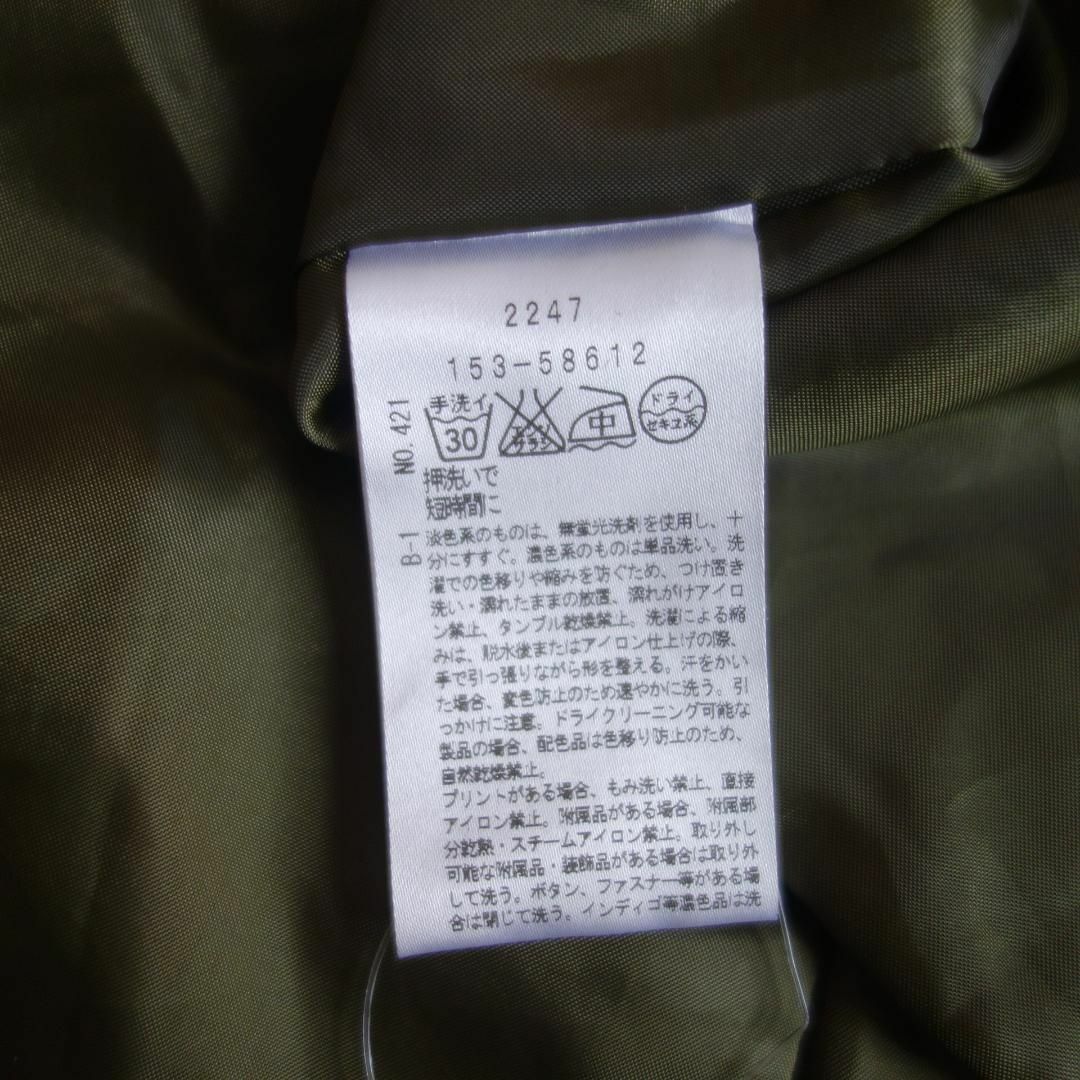 2247
153-58612
NO.421
手洗イ
30
エンソ
サラシ
中
ドライ
セキユ系
押洗いで
短時間に
B-1
淡色系のものは、無蛍光洗剤を使用し、十
分にすすぐ。濃色系のものは単品洗い。洗
濯での色移りや縮みを防ぐため、つけ置き
洗い・濡れたままの放置、濡れがけアイロ
ン禁止、タンブル乾燥禁止。洗濯による縮
みは、脱水後またはアイロン仕上げの際、
手で引っ張りながら形を整える。汗をかい
た場合、変色防止のため速やかに洗う。引
っかけに注意。ドライクリーニング可能な
製品の場合、配色品は色移り防止のため、
自然乾燥禁止。
プリントがある場合、もみ洗い禁止、直接
アイロン禁止。附属品がある場合、附属部
分乾熱・スチームアイロン禁止。取り外し
可能な附属品・装飾品がある場合は取り外
して洗う。ボタン、ファスナー等がある場
合は閉じて洗う。インディゴ等濃色品は洗